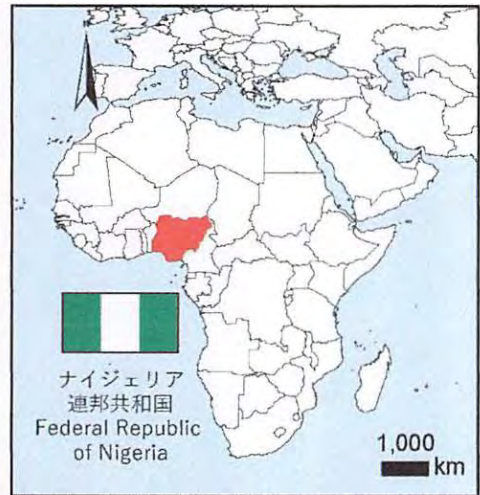 ナイジェリア
連邦共和国
Federal Republic
of Nigeria
1,000
km